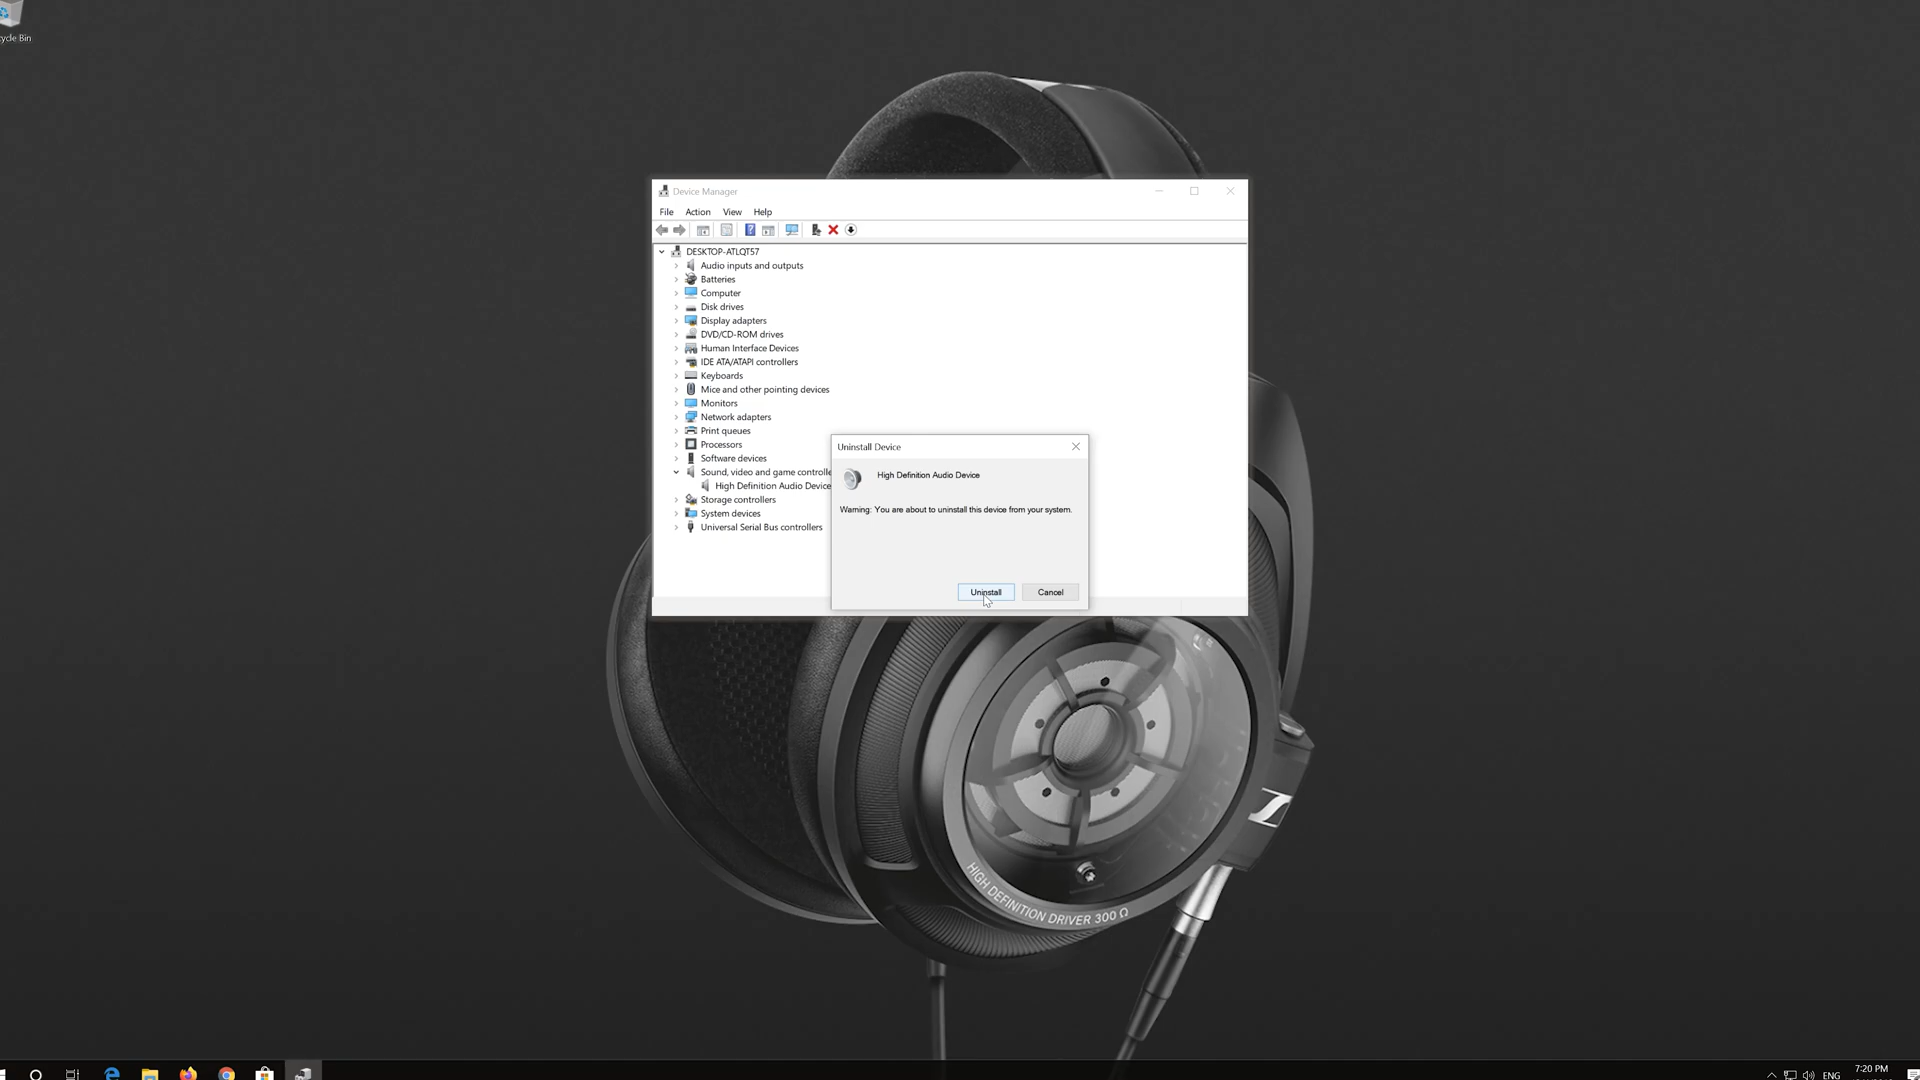 cycle Bin
Device Manager
File Action View Help
DESKTOP-ATLQT57
Audio inputs and outputs
Batteries
Computer
Disk drives
Display adapters
DVD/CD-ROM drives
Human Interface Devices
IDE ATA/ATAPI controllers
Keyboards
Mice and other pointing devices
Monitors
Network adapters
Print queues
Processors
Software devices
Sound, video and game controlle
High Definition Audio Device
Storage controllers
System devices
Universal Serial Bus controllers
Uninstall Device
High Definition Audio Device
Warning: You are about to uninstall this device from your system.
Uninstall Cancel
HIGH DEFINITION DRIVER 300 Ω
ENG
7:20 PM